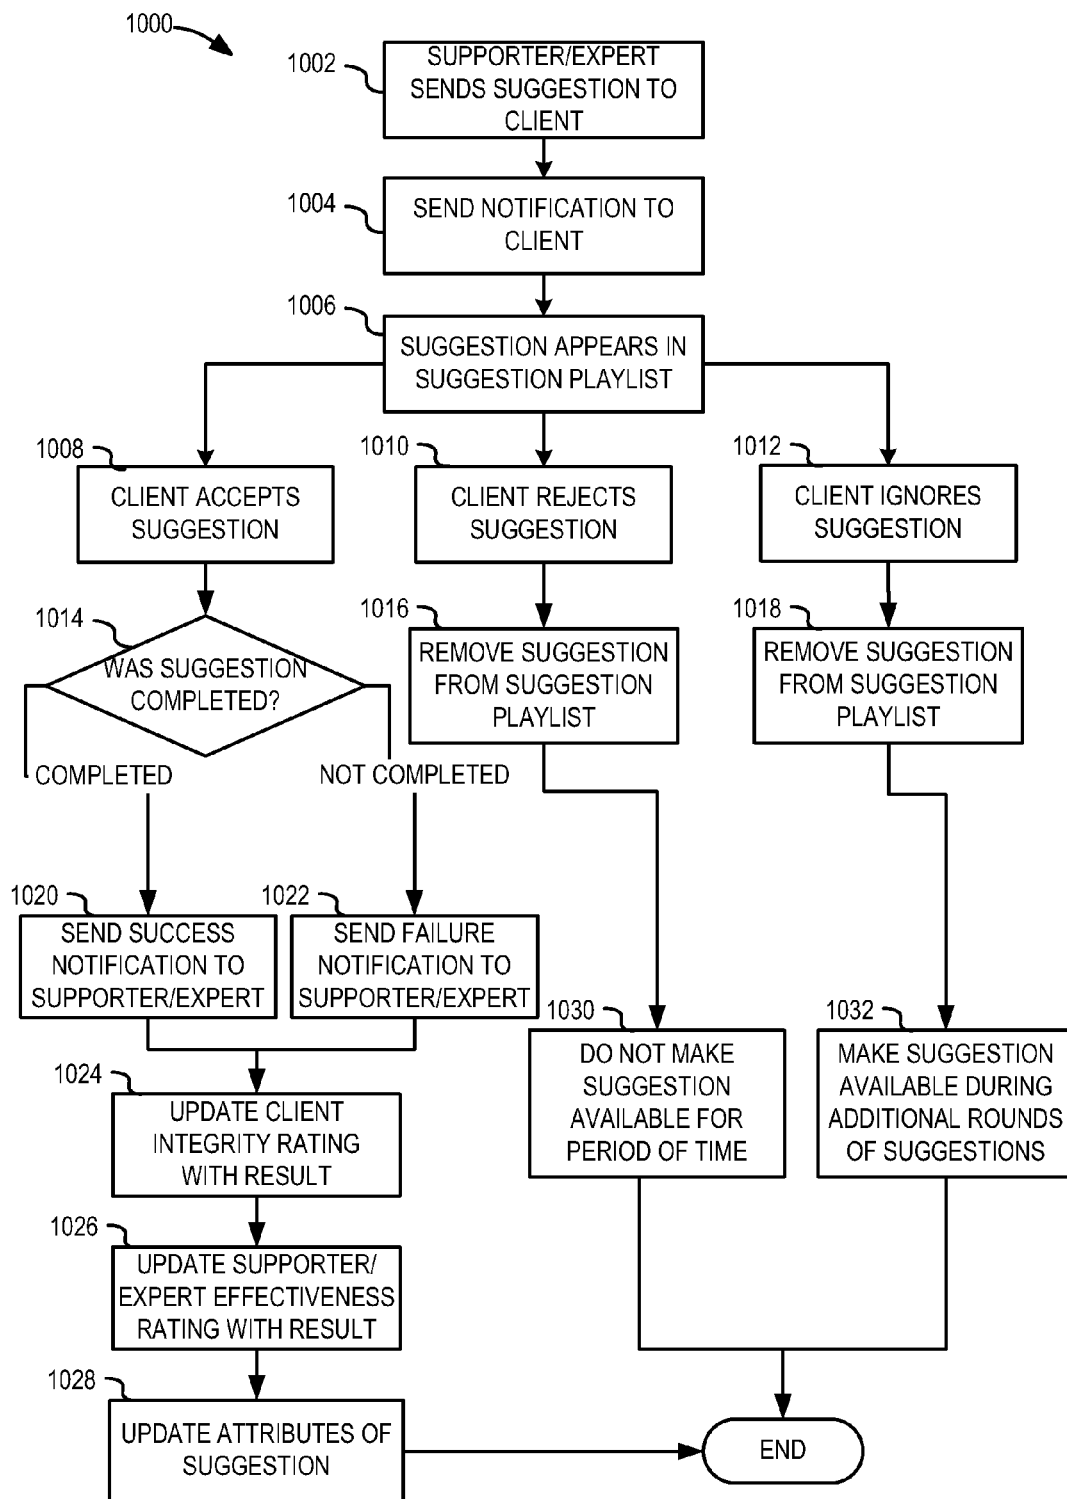 1000
1002
SUPPORTER/EXPERT
SENDS SUGGESTION TO
CLIENT
1004
SEND NOTIFICATION TO
CLIENT
1006
SUGGESTION APPEARS IN
SUGGESTION PLAYLIST
1008
CLIENT ACCEPTS
SUGGESTION
1010
CLIENT REJECTS
SUGGESTION
1012
CLIENT IGNORES
SUGGESTION
1014
WAS SUGGESTION
COMPLETED?
COMPLETED
NOT COMPLETED
1016
REMOVE SUGGESTION
FROM SUGGESTION
PLAYLIST
1018
REMOVE SUGGESTION
FROM SUGGESTION
PLAYLIST
1020
SEND SUCCESS
NOTIFICATION TO
SUPPORTER/EXPERT
1022
SEND FAILURE
NOTIFICATION TO
SUPPORTER/EXPERT
1024
UPDATE CLIENT
INTEGRITY RATING
WITH RESULT
1026
UPDATE SUPPORTER/
EXPERT EFFECTIVENESS
RATING WITH RESULT
1028
UPDATE ATTRIBUTES OF
SUGGESTION
1030
DO NOT MAKE
SUGGESTION
AVAILABLE FOR
PERIOD OF TIME
1032
MAKE SUGGESTION
AVAILABLE DURING
ADDITIONAL ROUNDS
OF SUGGESTIONS
END